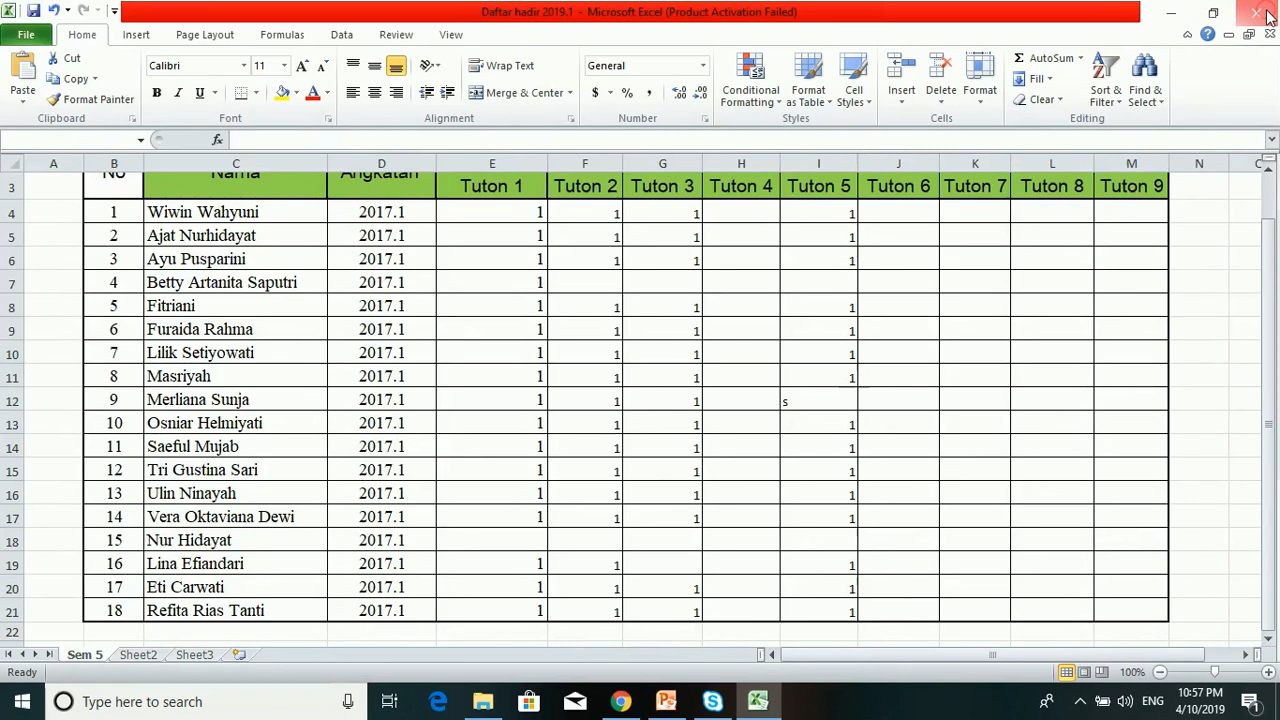 Daftar hadir 2019.1 - Microsoft Excel (Product Activation Failed)
File Home Insert Page Layout Formulas Data Review View
Cut
Copy
Format Painter
Paste
Clipboard
Calibri 11
B I U A
Font
Wrap Text
Merge & Center
Alignment
General
$ % ,
Number
Conditional Formatting
Format as Table
Cell Styles
Styles
Insert Delete Format
Cells
AutoSum
Fill
Clear
Sort & Filter
Find & Select
Editing
fx
A B C D E F G H I J K L M N
3 No Nama Angkatan Tuton 1 Tuton 2 Tuton 3 Tuton 4 Tuton 5 Tuton 6 Tuton 7 Tuton 8 Tuton 9
4 1 Wiwin Wahyuni 2017.1 1 1 1 1
5 2 Ajat Nurhidayat 2017.1 1 1 1 1
6 3 Ayu Pusparini 2017.1 1 1 1 1
7 4 Betty Artanita Saputri 2017.1 1
8 5 Fitriani 2017.1 1 1 1 1
9 6 Furaida Rahma 2017.1 1 1 1 1
10 7 Lilik Setiyowati 2017.1 1 1 1 1
11 8 Masriyah 2017.1 1 1 1 1
12 9 Merliana Sunja 2017.1 1 1 1 s
13 10 Osniar Helmiyati 2017.1 1 1 1 1
14 11 Saeful Mujab 2017.1 1 1 1 1
15 12 Tri Gustina Sari 2017.1 1 1 1 1
16 13 Ulin Ninayah 2017.1 1 1 1 1
17 14 Vera Oktaviana Dewi 2017.1 1 1 1 1
18 15 Nur Hidayat 2017.1
19 16 Lina Efiandari 2017.1 1 1 1
20 17 Eti Carwati 2017.1 1 1 1 1
21 18 Refita Rias Tanti 2017.1 1 1 1 1
22
Sem 5 Sheet2 Sheet3
Ready 100%
Type here to search
ENG
10:57 PM
4/10/2019
1